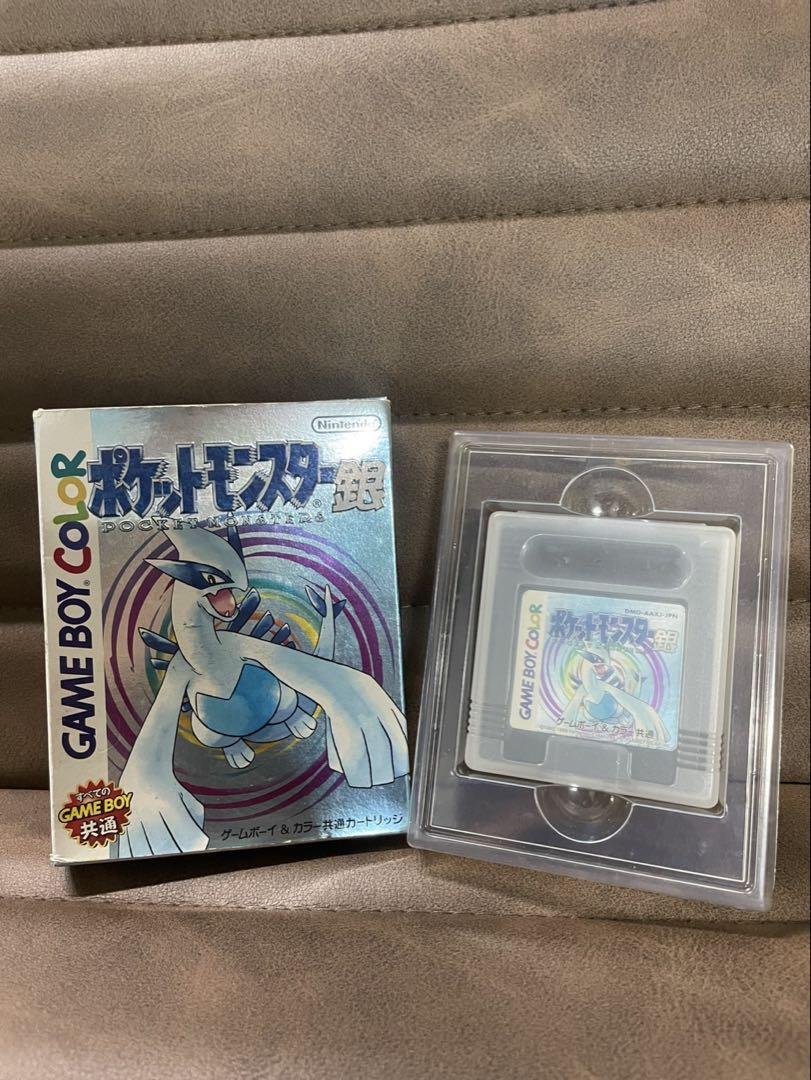 Nintendo
GAME BOY COLOR
ポケットモンスター銀
POCKET MONSTERS
すべての
GAME BOY
共通
ゲームボーイ & カラー共通カートリッジ
DMG-AAXJ-JPN
GAME BOY COLOR
ポケットモンスター銀
ゲームボーイ & カラー 共通